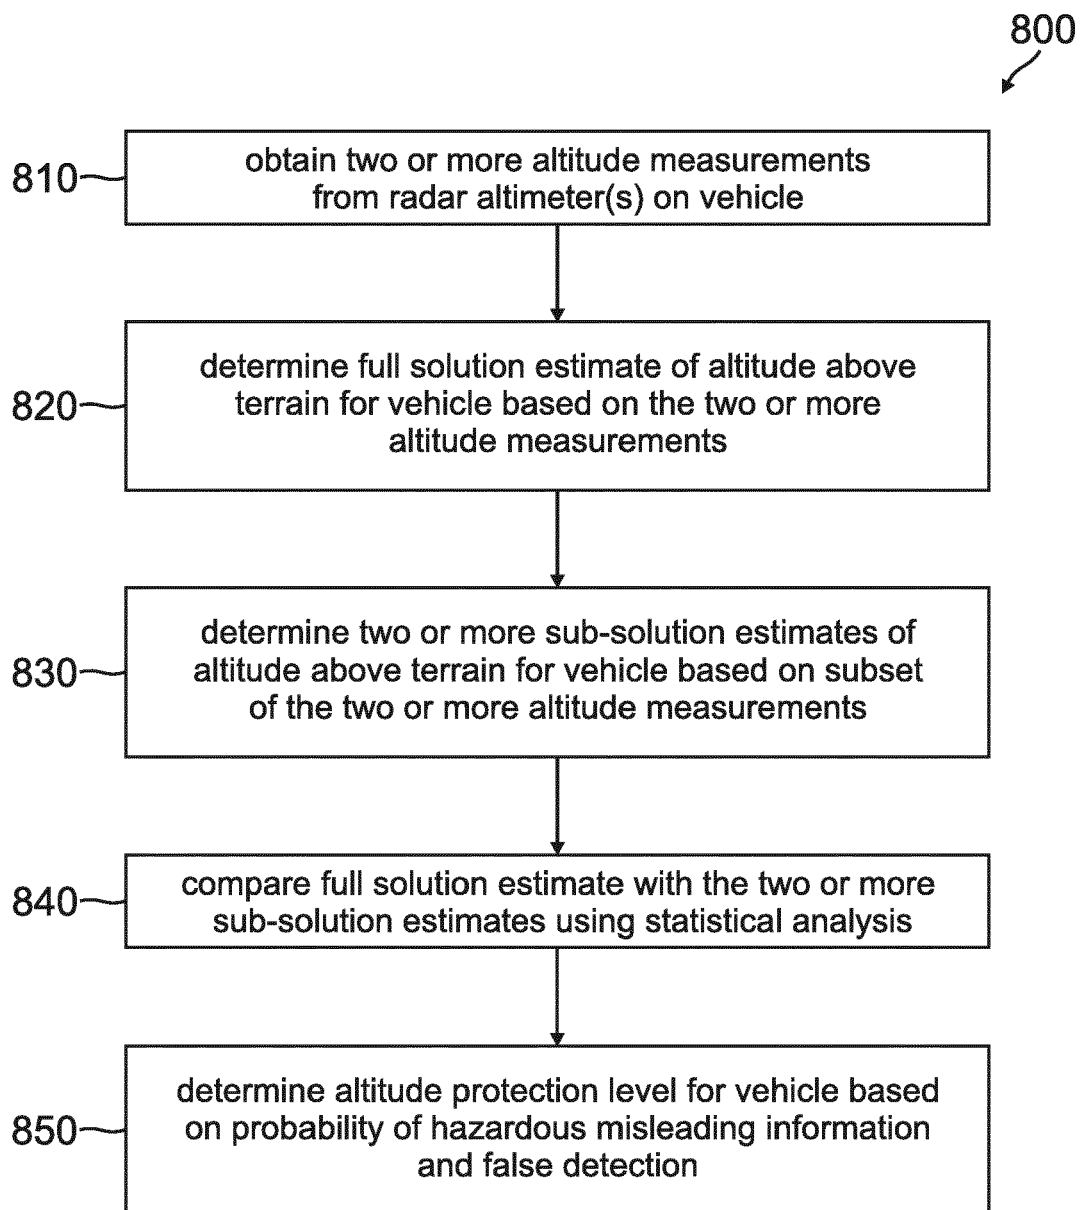 800
810
obtain two or more altitude measurements
from radar altimeter(s) on vehicle
820
determine full solution estimate of altitude above
terrain for vehicle based on the two or more
altitude measurements
830
determine two or more sub-solution estimates of
altitude above terrain for vehicle based on subset
of the two or more altitude measurements
840
compare full solution estimate with the two or more
sub-solution estimates using statistical analysis
850
determine altitude protection level for vehicle based
on probability of hazardous misleading information
and false detection